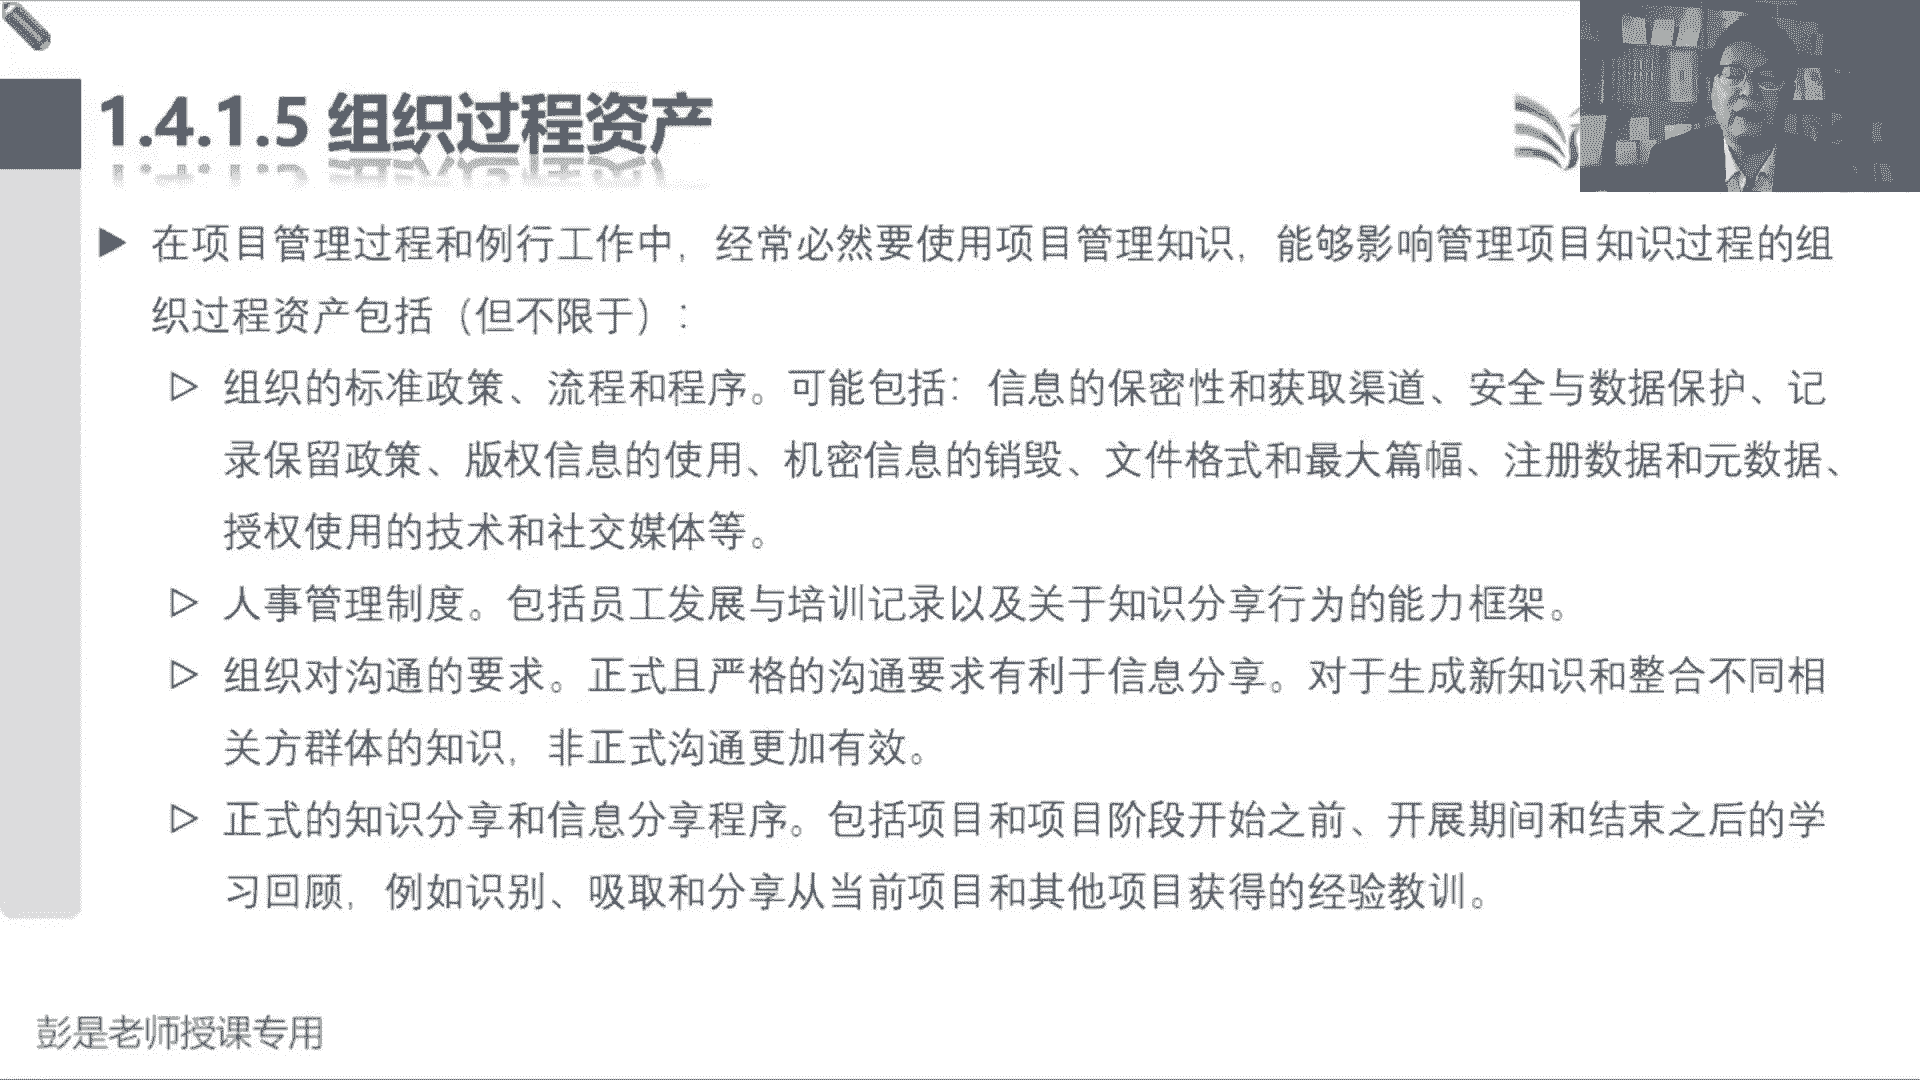 1.4.1.5 组织过程资产
在项目管理过程和例行工作中，经常必然要使用项目管理知识，能够影响管理项目知识过程的组
织过程资产包括（但不限于）：
组织的标准政策、流程和程序。可能包括：信息的保密性和获取渠道、安全与数据保护、记
录保留政策、版权信息的使用、机密信息的销毁、文件格式和最大篇幅、注册数据和元数据、
授权使用的技术和社交媒体等。
人事管理制度。包括员工发展与培训记录以及关于知识分享行为的能力框架。
组织对沟通的要求。正式且严格的沟通要求有利于信息分享。对于生成新知识和整合不同相
关方群体的知识，非正式沟通更加有效。
正式的知识分享和信息分享程序。包括项目和项目阶段开始之前、开展期间和结束之后的学
习回顾，例如识别、吸取和分享从当前项目和其他项目获得的经验教训。
彭是老师授课专用